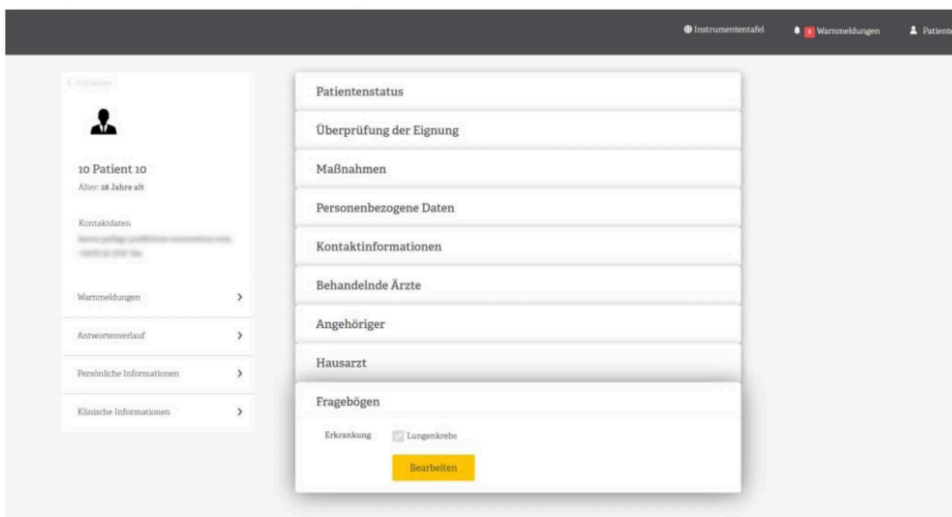 Instrumententafel
Warnmeldungen
Patiente
10 Patient 10
Alter: 28 Jahre alt
Kontaktdaten
Warnmeldungen
Antwortenverlauf
Persönliche Informationen
Klinische Informationen
Patientenstatus
Überprüfung der Eignung
Maßnahmen
Personenbezogene Daten
Kontaktinformationen
Behandelnde Ärzte
Angehöriger
Hausarzt
Fragebögen
Erkrankung Lungenkrebs
Bearbeiten